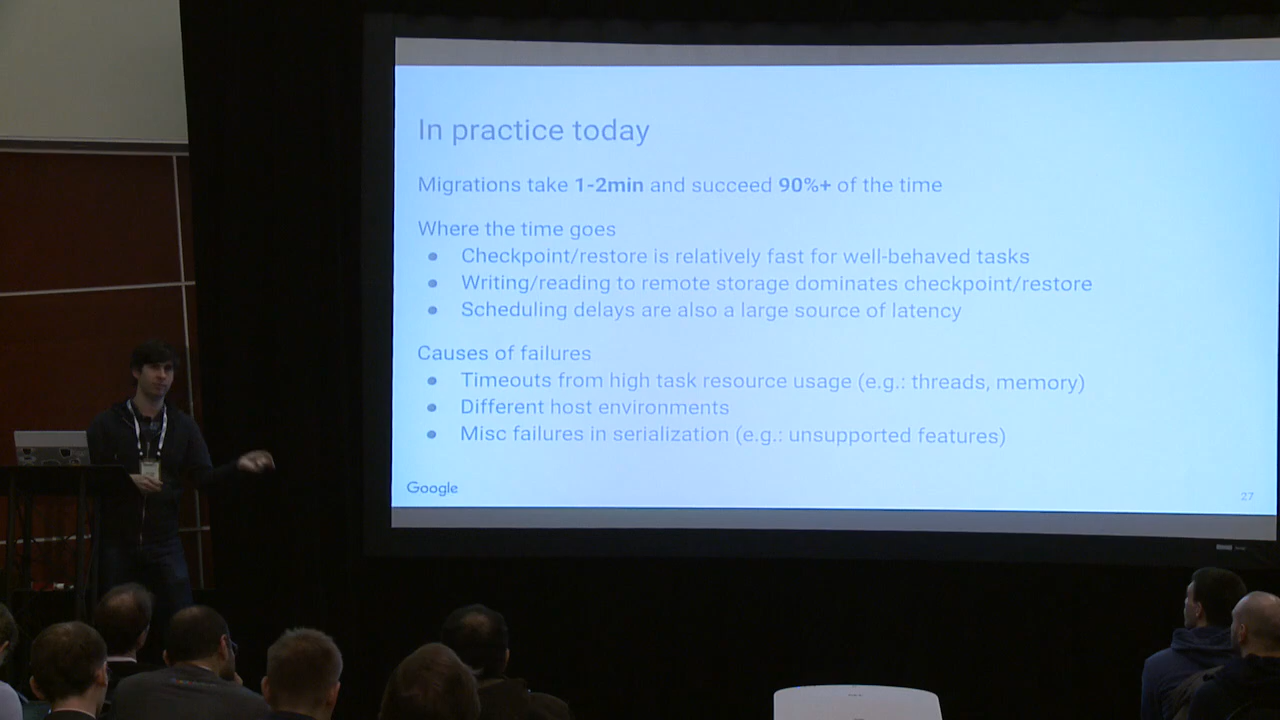 In practice today
Migrations take 1-2min and succeed 90%+ of the time
Where the time goes
● Checkpoint/restore is relatively fast for well-behaved tasks
● Writing/reading to remote storage dominates checkpoint/restore
● Scheduling delays are also a large source of latency
Causes of failures
● Timeouts from high task resource usage (e.g.: threads, memory)
● Different host environments
● Misc failures in serialization (e.g.: unsupported features)
Google
27